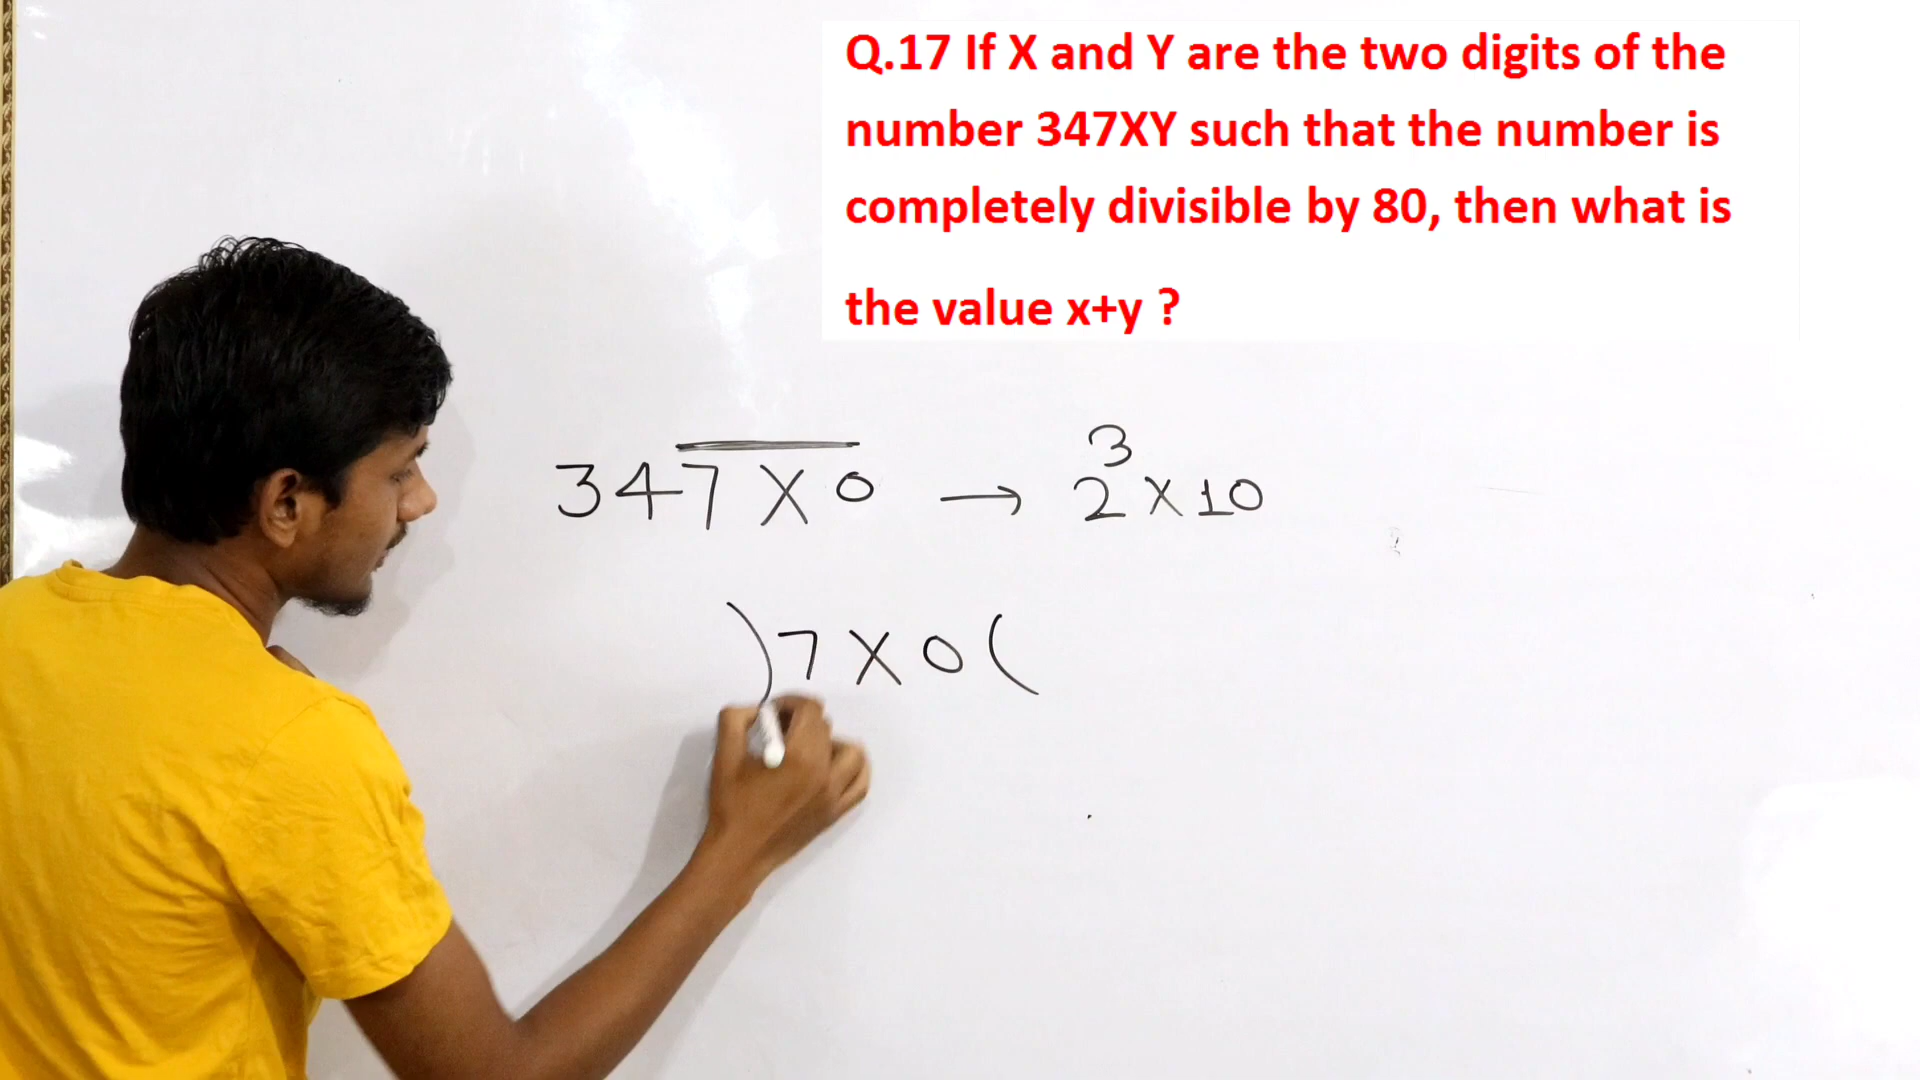 Q.17 If X and Y are the two digits of the
number 347XY such that the number is
completely divisible by 80, then what is
the value x+y ?
347X0 → 2³×10
)7X0(